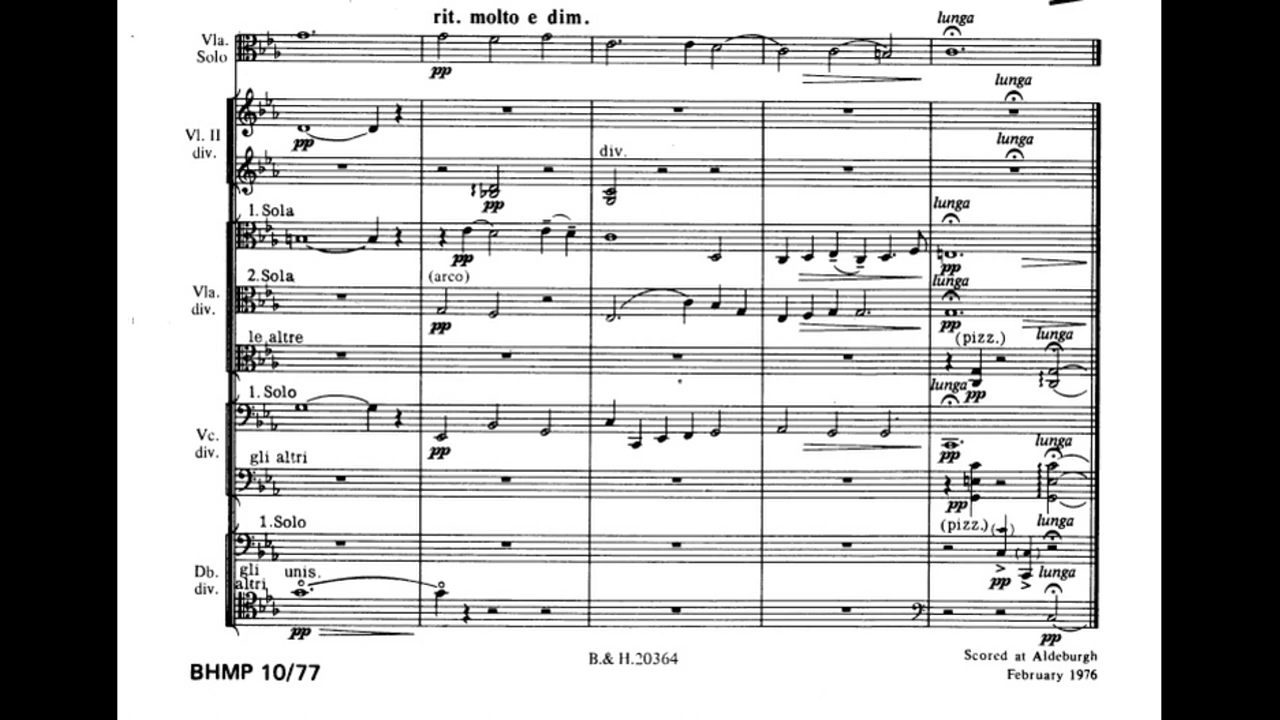 rit. molto e dim.
lunga
Vla.
Solo
pp
lunga
Vl. II
div.
pp
lunga
div.
pp
1. Sola
lunga
pp
pp
2. Sola
(arco)
lunga
Vla.
div.
pp
pp
le altre
(pizz.)
lunga
pp
1. Solo
lunga
Vc.
div.
pp
pp
gli altri
lunga
pp
1. Solo
(pizz.)
lunga
pp
Db.
div.
gli
altri
unis.
lunga
pp
pp
BHMP 10/77
B. & H. 20364
Scored at Aldeburgh
February 1976